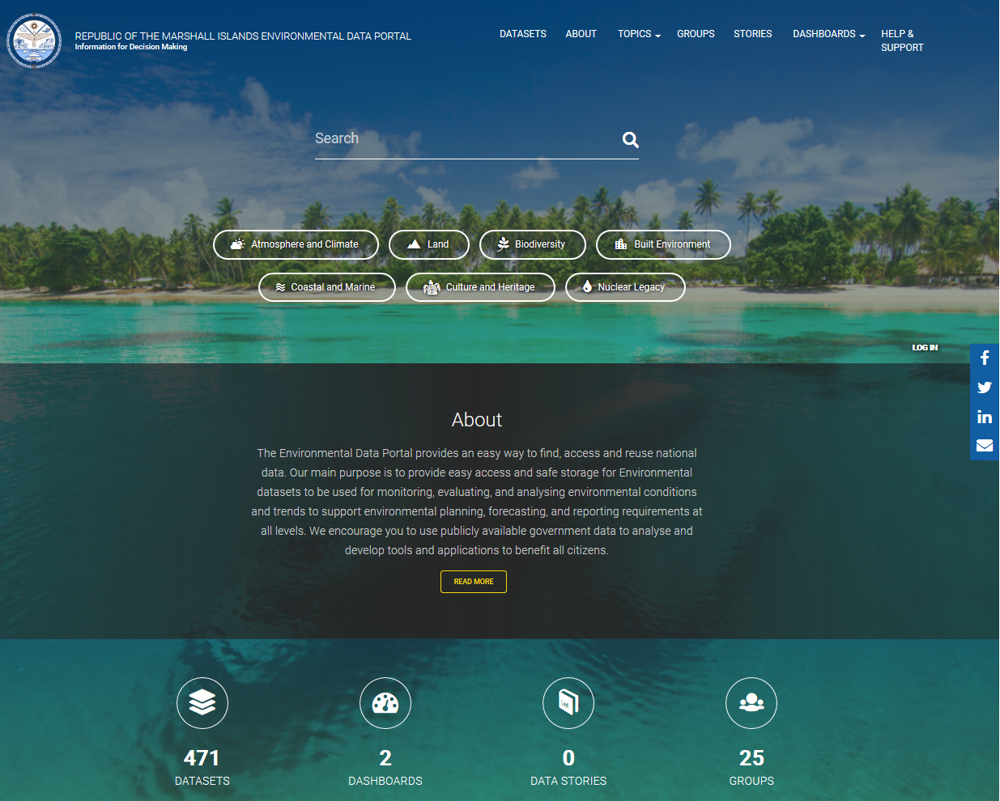 REPUBLIC OF THE MARSHALL ISLANDS ENVIRONMENTAL DATA PORTAL
Information for Decision Making
DATASETS
ABOUT
TOPICS
GROUPS
STORIES
DASHBOARDS
HELP &
SUPPORT
Search
Atmosphere and Climate
Land
Biodiversity
Built Environment
Coastal and Marine
Culture and Heritage
Nuclear Legacy
LOG IN
About
The Environmental Data Portal provides an easy way to find, access and reuse national
data. Our main purpose is to provide easy access and safe storage for Environmental
datasets to be used for monitoring, evaluating, and analysing environmental conditions
and trends to support environmental planning, forecasting, and reporting requirements at
all levels. We encourage you to use publicly available government data to analyse and
develop tools and applications to benefit all citizens.
READ MORE
471
DATASETS
2
DASHBOARDS
0
DATA STORIES
25
GROUPS